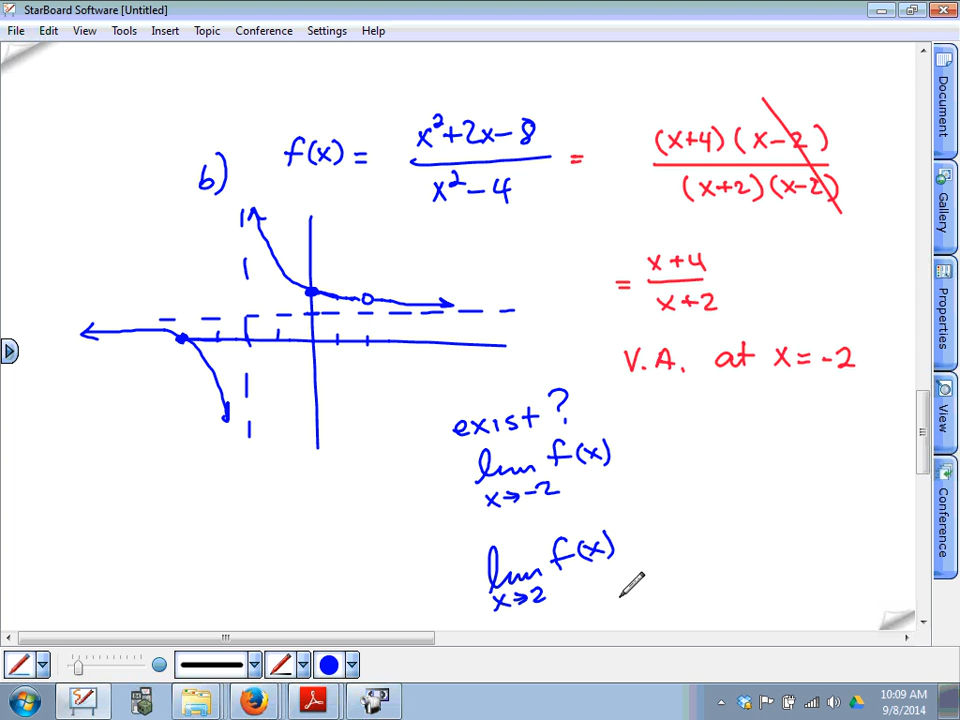 StarBoard Software [Untitled]
File Edit View Tools Insert Topic Conference Settings Help
b) f(x) = x²+2x-8 / x²-4 = (x+4)(x-2) / (x+2)(x-2)
= x+4 / x+2
V.A. at x=-2
exist?
lim f(x)
x→-2
lim f(x)
x→2
Document
Gallery
Properties
View
Conference
10:09 AM
9/8/2014